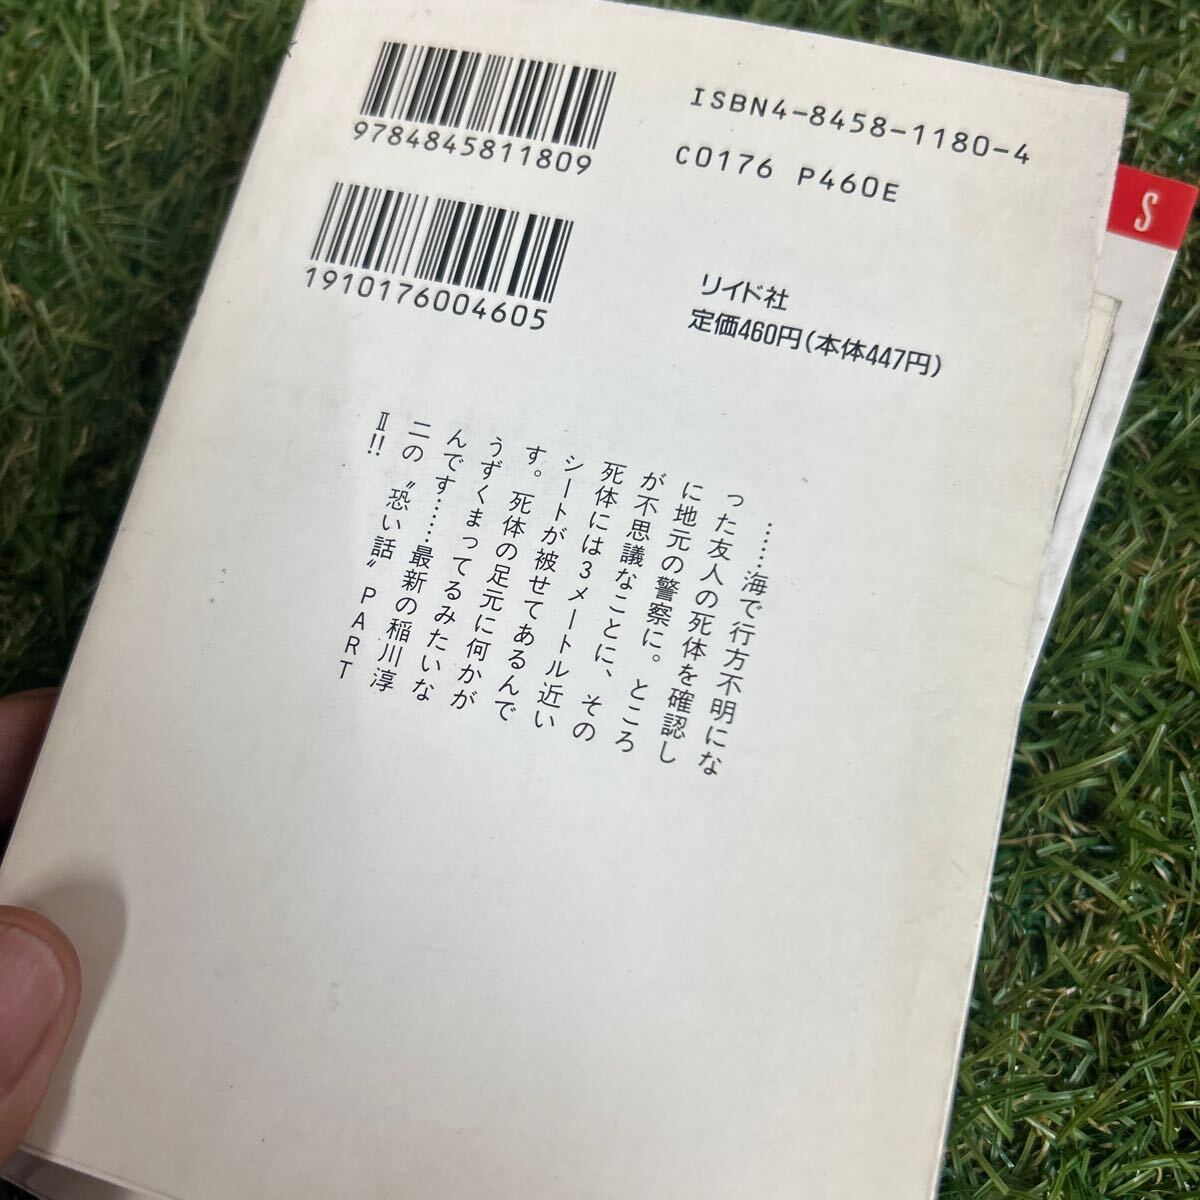 9784845811809
1910176004605
ISBN4-8458-1180-4
C0176 P460E
リイド社
定価460円(本体447円)
……海で行方不明にな
った友人の死体を確認し
に地元の警察に。ところ
が不思議なことに、その
死体には3メートル近い
シートが被せてあるんで
す。死体の足元に何かが
うずくまってるみたいな
んです……最新の稲川淳
二の〝恐い話〟PART
Ⅱ!!
S